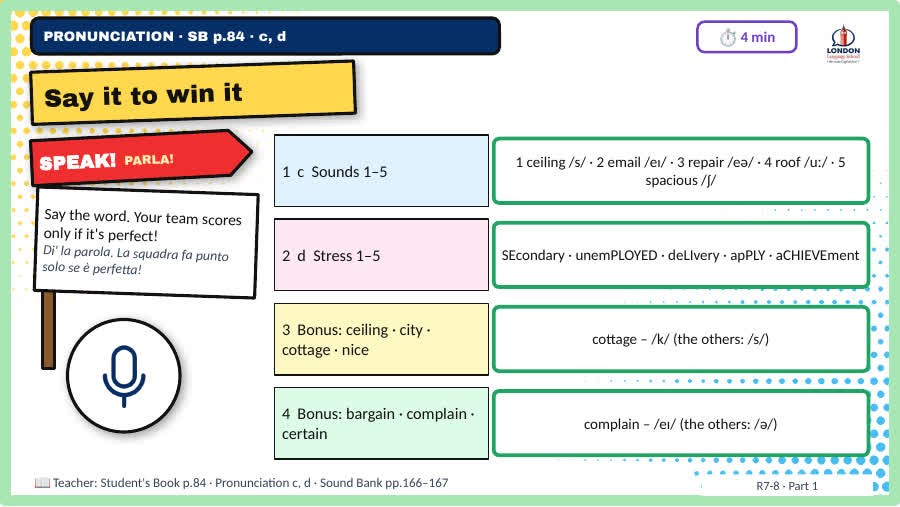 PRONUNCIATION · SB p.84 · c, d
⏱️ 4 min
LONDON
Language School
Say it to win it
SPEAK! PARLA!
Say the word. Your team scores
only if it's perfect!
Di' la parola. La squadra fa punto
solo se è perfetta!
1 c Sounds 1–5
1 ceiling /s/ · 2 email /eɪ/ · 3 repair /eə/ · 4 roof /uː/ · 5
spacious /ʃ/
2 d Stress 1–5
SEcondary · unemPLOYED · deLIvery · apPLY · aCHIEVEment
3 Bonus: ceiling · city ·
cottage · nice
cottage – /k/ (the others: /s/)
4 Bonus: bargain · complain ·
certain
complain – /eɪ/ (the others: /ə/)
📖 Teacher: Student's Book p.84 · Pronunciation c, d · Sound Bank pp.166–167
R7-8 · Part 1